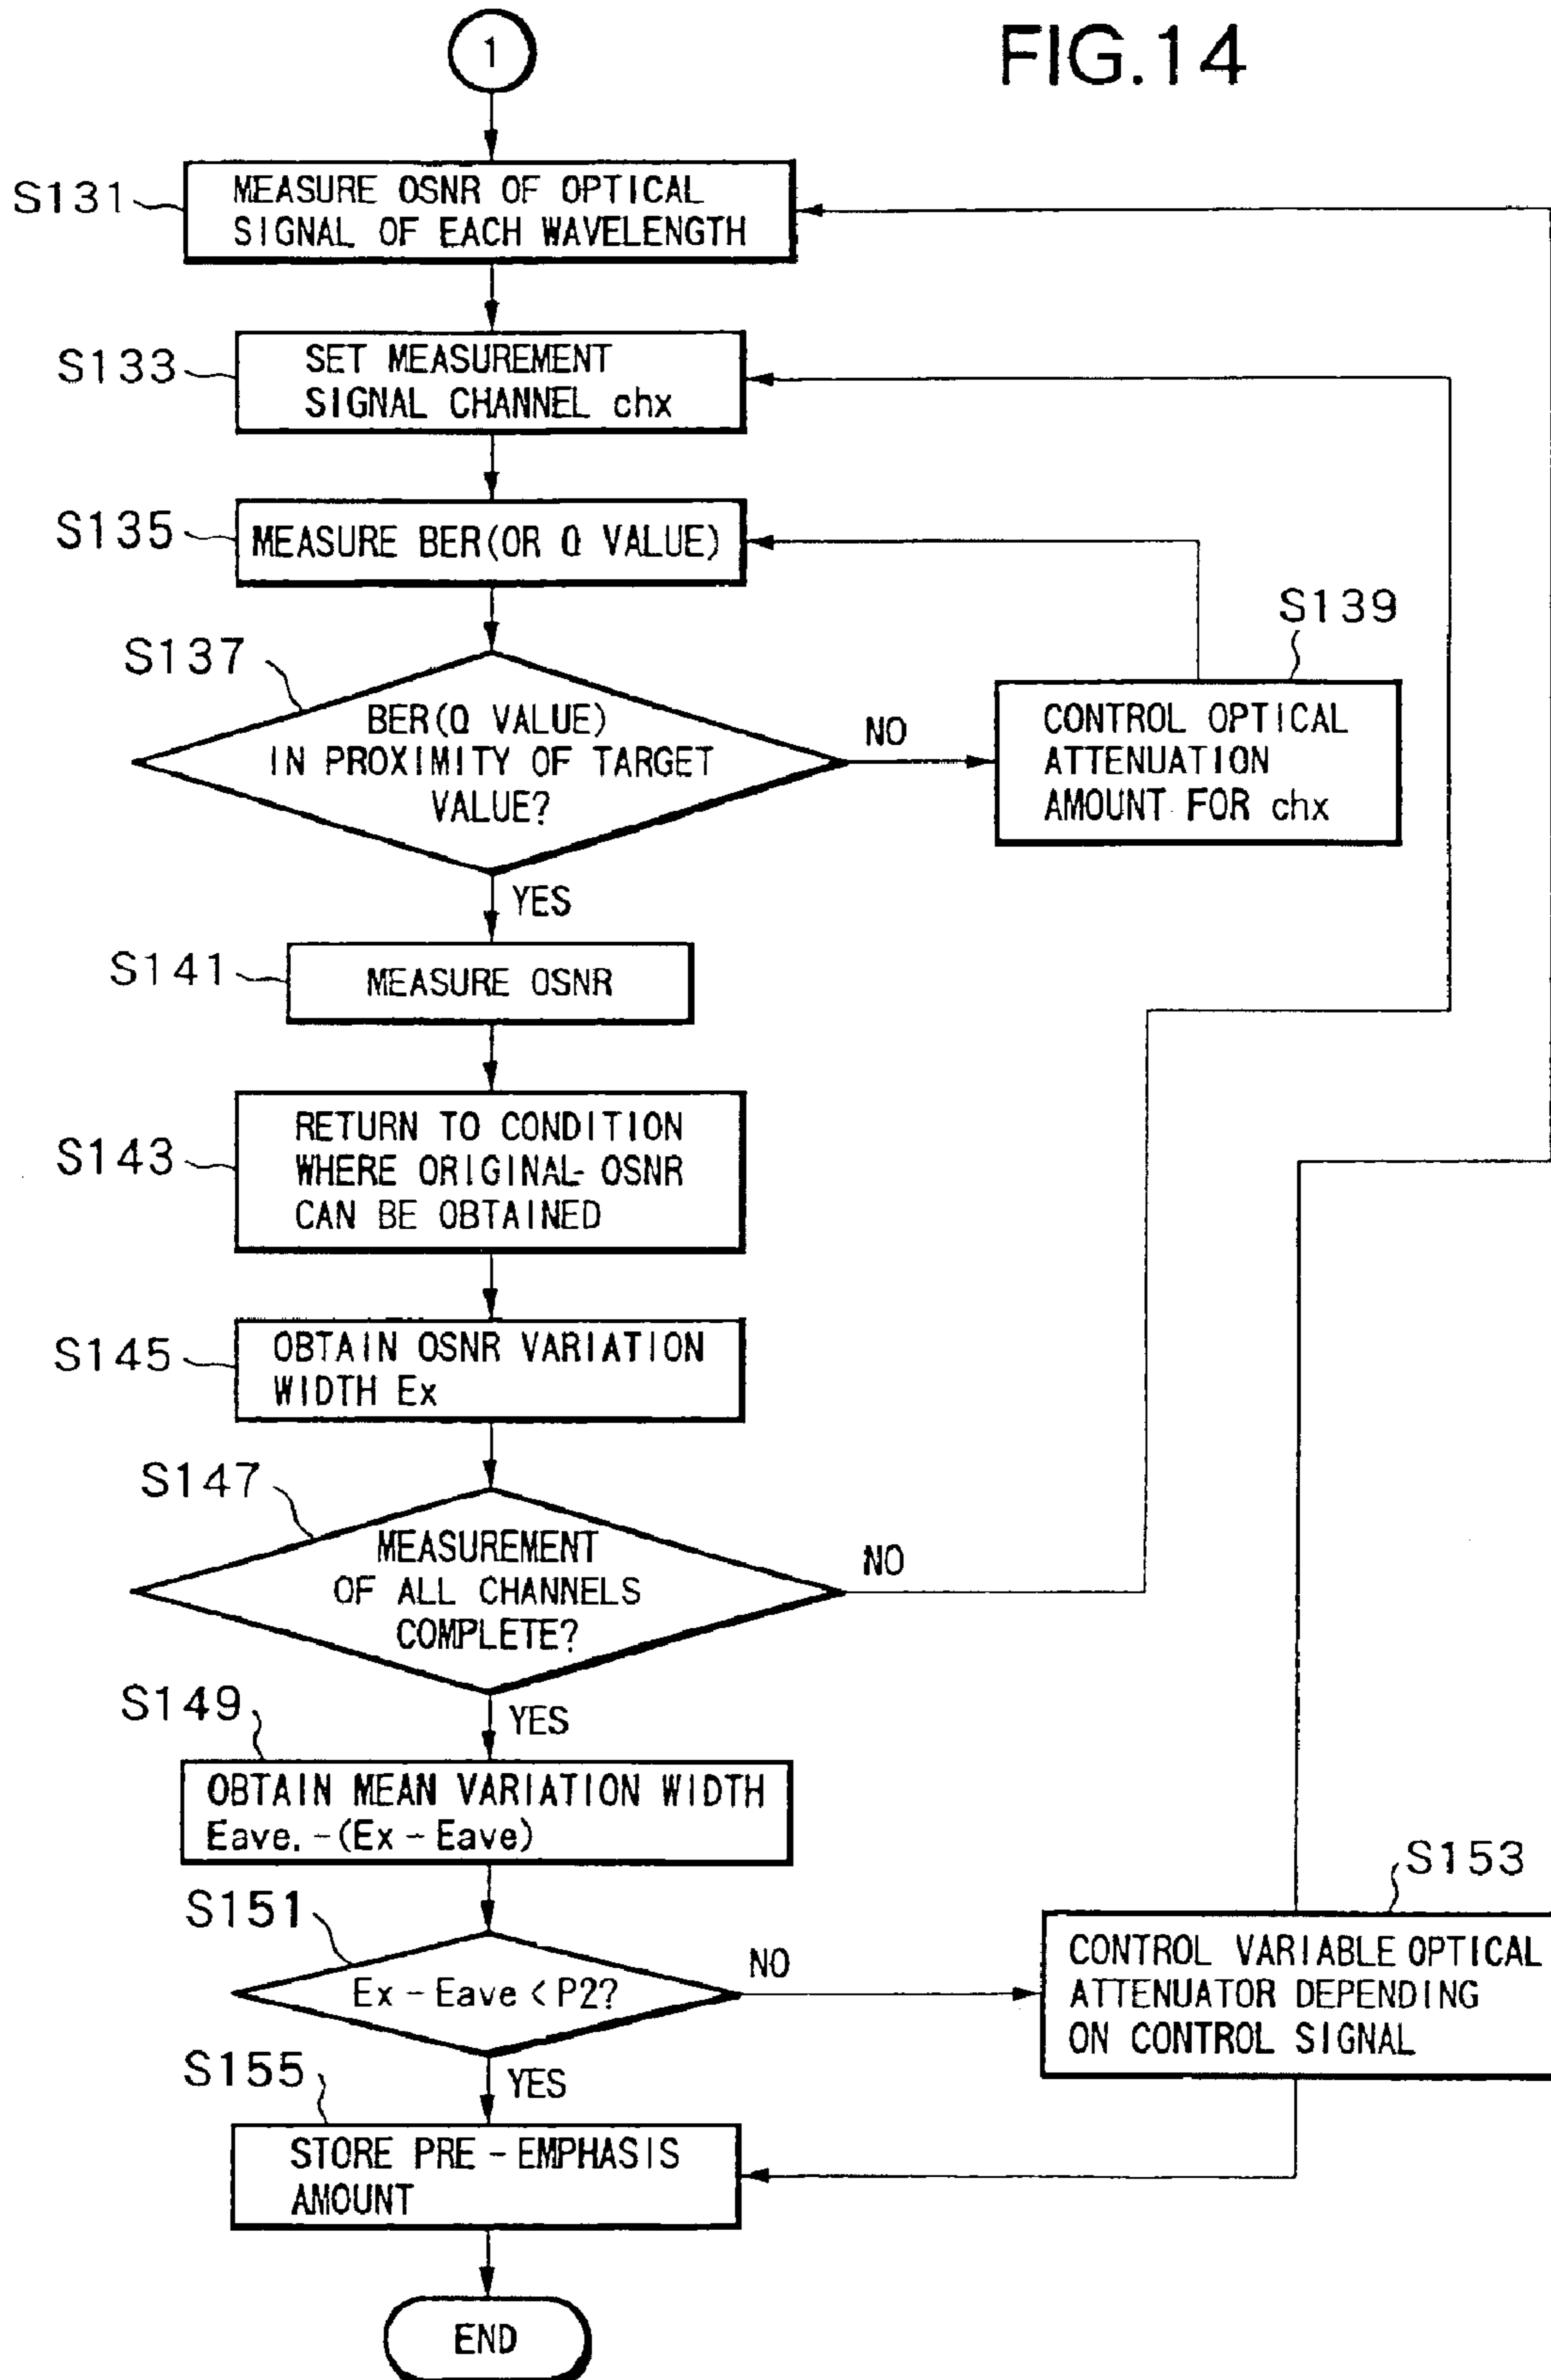 1
FIG.14
S131
MEASURE OSNR OF OPTICAL
SIGNAL OF EACH WAVELENGTH
S133
SET MEASUREMENT
SIGNAL CHANNEL chx
S135
MEASURE BER(OR Q VALUE)
S137
BER(Q VALUE)
IN PROXIMITY OF TARGET
VALUE?
NO
S139
CONTROL OPTICAL
ATTENUATION
AMOUNT FOR chx
YES
S141
MEASURE OSNR
S143
RETURN TO CONDITION
WHERE ORIGINAL-OSNR
CAN BE OBTAINED
S145
OBTAIN OSNR VARIATION
WIDTH Ex
S147
MEASUREMENT
OF ALL CHANNELS
COMPLETE?
NO
YES
S149
OBTAIN MEAN VARIATION WIDTH
Eave. -(Ex - Eave)
S151
Ex - Eave < P2?
NO
S153
CONTROL VARIABLE OPTICAL
ATTENUATOR DEPENDING
ON CONTROL SIGNAL
YES
S155
STORE PRE-EMPHASIS
AMOUNT
END